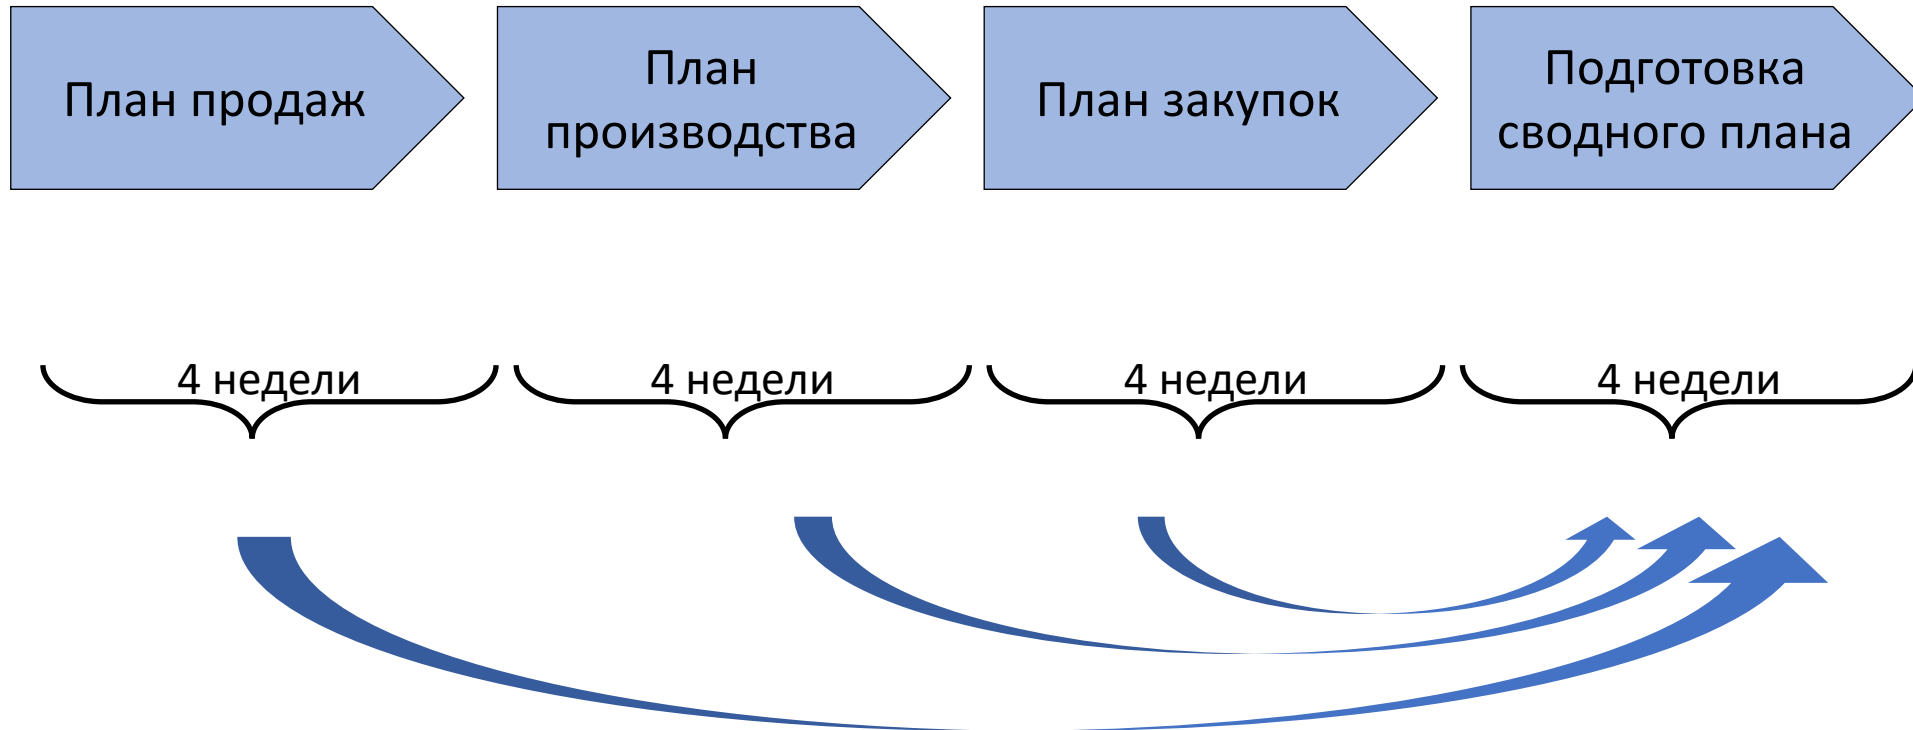 План продаж
План
производства
План закупок
Подготовка
сводного плана
4 недели
4 недели
4 недели
4 недели